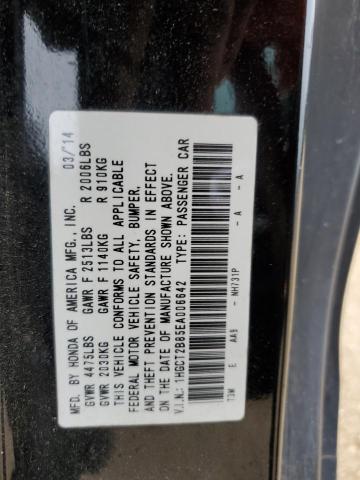 MFD. BY HONDA OF AMERICA MFG., INC. 03/14
GVWR 4475LBS GAWR F 2513LBS R 2006LBS
GVWR 2030KG GAWR F 1140KG R 910KG
THIS VEHICLE CONFORMS TO ALL APPLICABLE
FEDERAL MOTOR VEHICLE SAFETY, BUMPER,
AND THEFT PREVENTION STANDARDS IN EFFECT
ON THE DATE OF MANUFACTURE SHOWN ABOVE.
V.I.N.: 1HGCT2B85EA006642 TYPE: PASSENGER CAR
T3W E AA9 - NH731P - A - A